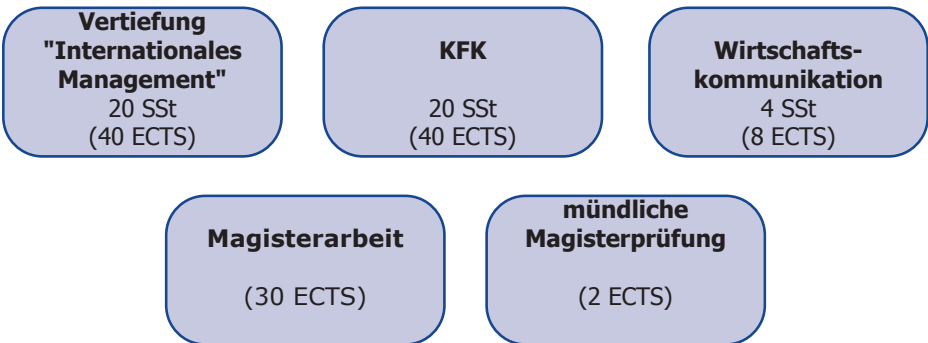 Vertiefung
"Internationales
Management"
20 SSt
(40 ECTS)
KFK
20 SSt
(40 ECTS)
Wirtschafts-
kommunikation
4 SSt
(8 ECTS)
Magisterarbeit
(30 ECTS)
mündliche
Magisterprüfung
(2 ECTS)